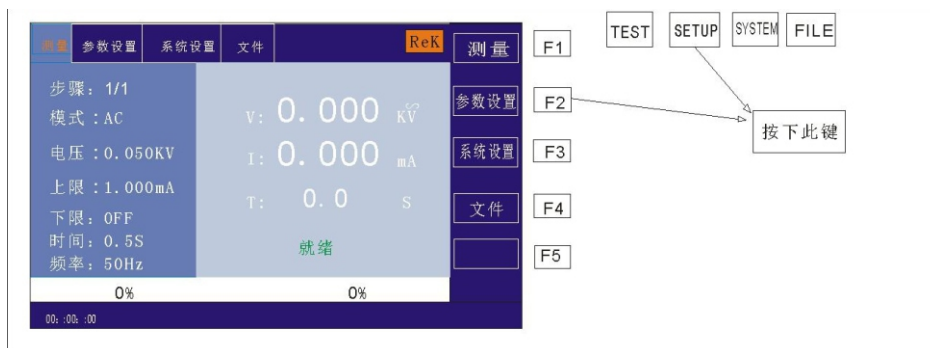 测量 参数设置 系统设置 文件 ReK
步骤: 1/1
模式:AC
电压:0.050KV
上限:1.000mA
下限: OFF
时间: 0.5S
频率: 50Hz
V: 0.000 KV
I: 0.000 mA
T: 0.0 S
就绪
0% 0%
00: :00: :00
测量 F1
参数设置 F2
系统设置 F3
文件 F4
F5
TEST SETUP SYSTEM FILE
按下此键